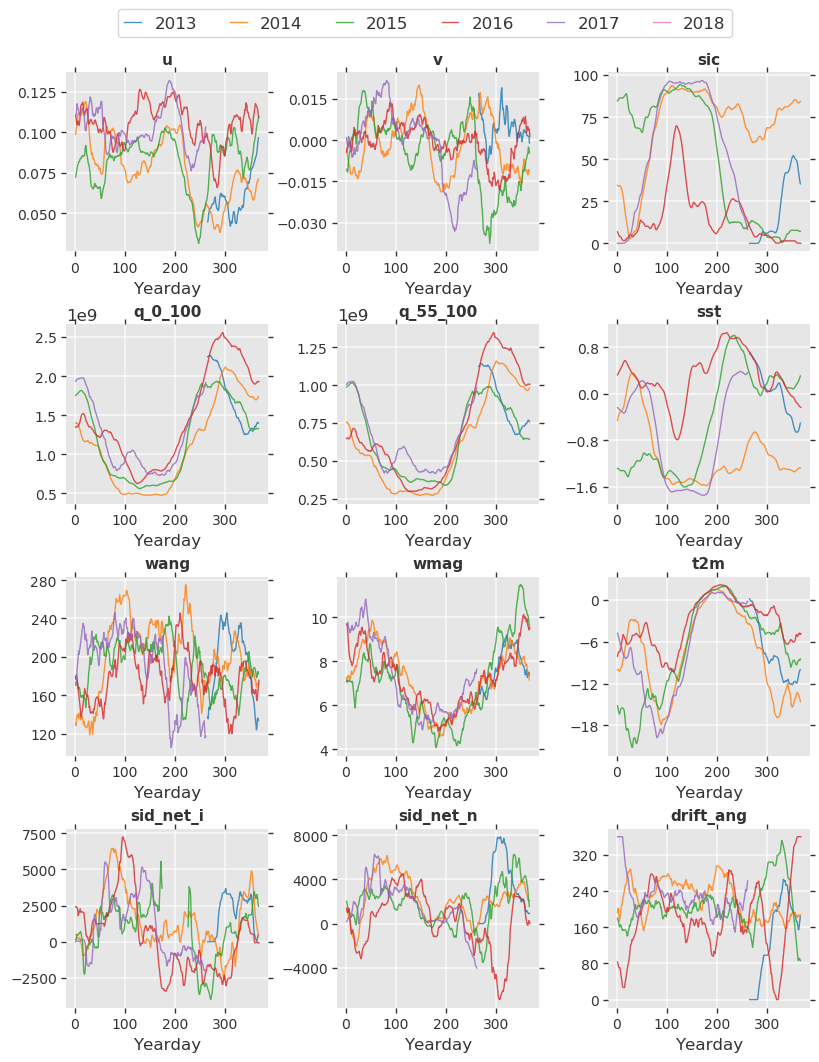 2013 2014 2015 2016 2017 2018
u v sic
0.125 0.100 0.075 0.050
0.015 0.000 −0.015 −0.030
100 75 50 25 0
0 100 200 300 0 100 200 300 0 100 200 300
Yearday Yearday Yearday
1e9 q_0_100 1e9 q_55_100 sst
2.5 2.0 1.5 1.0 0.5
1.25 1.00 0.75 0.50 0.25
0.8 0.0 −0.8 −1.6
0 100 200 300 0 100 200 300 0 100 200 300
Yearday Yearday Yearday
wang wmag t2m
280 240 200 160 120
10 8 6 4
0 −6 −12 −18
0 100 200 300 0 100 200 300 0 100 200 300
Yearday Yearday Yearday
sid_net_i sid_net_n drift_ang
7500 5000 2500 0 −2500
8000 4000 0 −4000
320 240 160 80 0
0 100 200 300 0 100 200 300 0 100 200 300
Yearday Yearday Yearday